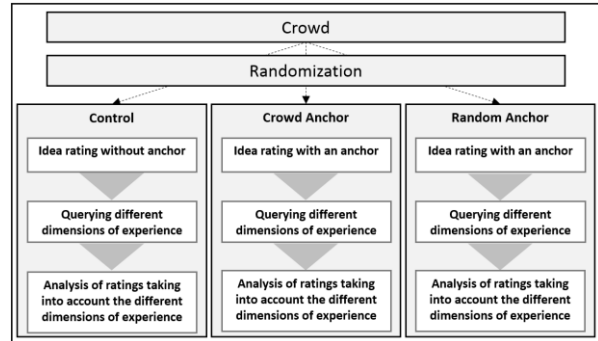 Crowd
Randomization
Control
Idea rating without anchor
Querying different
dimensions of experience
Analysis of ratings taking
into account the different
dimensions of experience
Crowd Anchor
Idea rating with an anchor
Querying different
dimensions of experience
Analysis of ratings taking
into account the different
dimensions of experience
Random Anchor
Idea rating with an anchor
Querying different
dimensions of experience
Analysis of ratings taking
into account the different
dimensions of experience